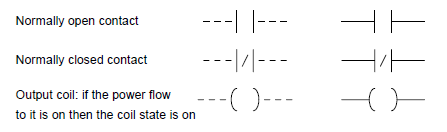 Normally open contact
Normally closed contact
Output coil: if the power flow
to it is on then the coil state is on